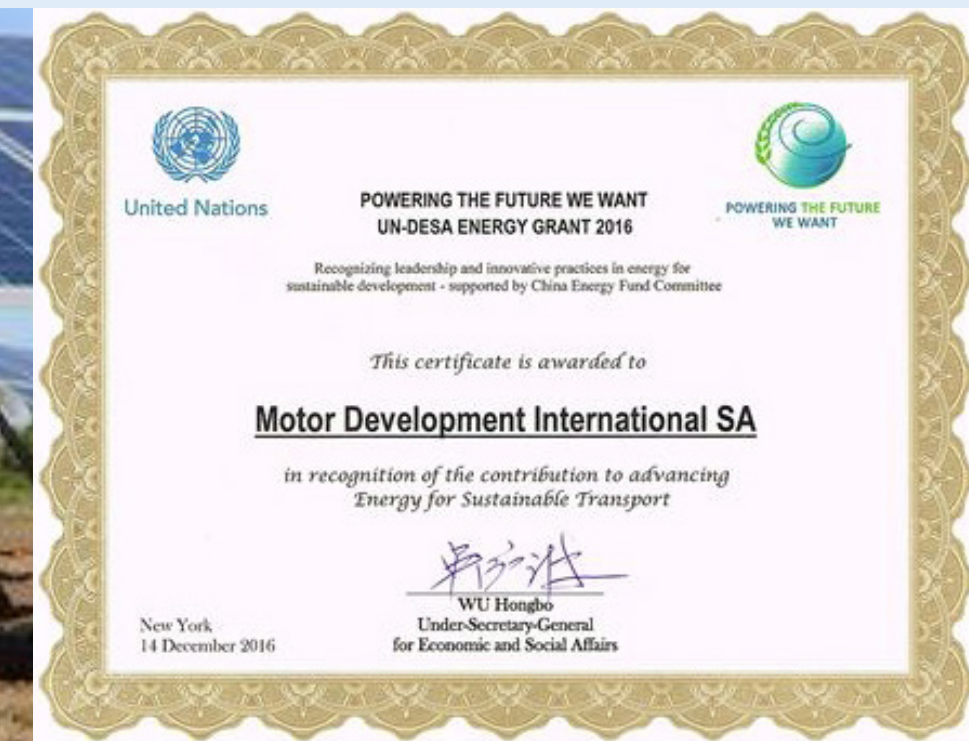 United Nations
POWERING THE FUTURE WE WANT
UN-DESA ENERGY GRANT 2016
POWERING THE FUTURE
WE WANT
Recognizing leadership and innovative practices in energy for
sustainable development - supported by China Energy Fund Committee
This certificate is awarded to
Motor Development International SA
in recognition of the contribution to advancing
Energy for Sustainable Transport
WU Hongbo
Under-Secretary-General
for Economic and Social Affairs
New York
14 December 2016